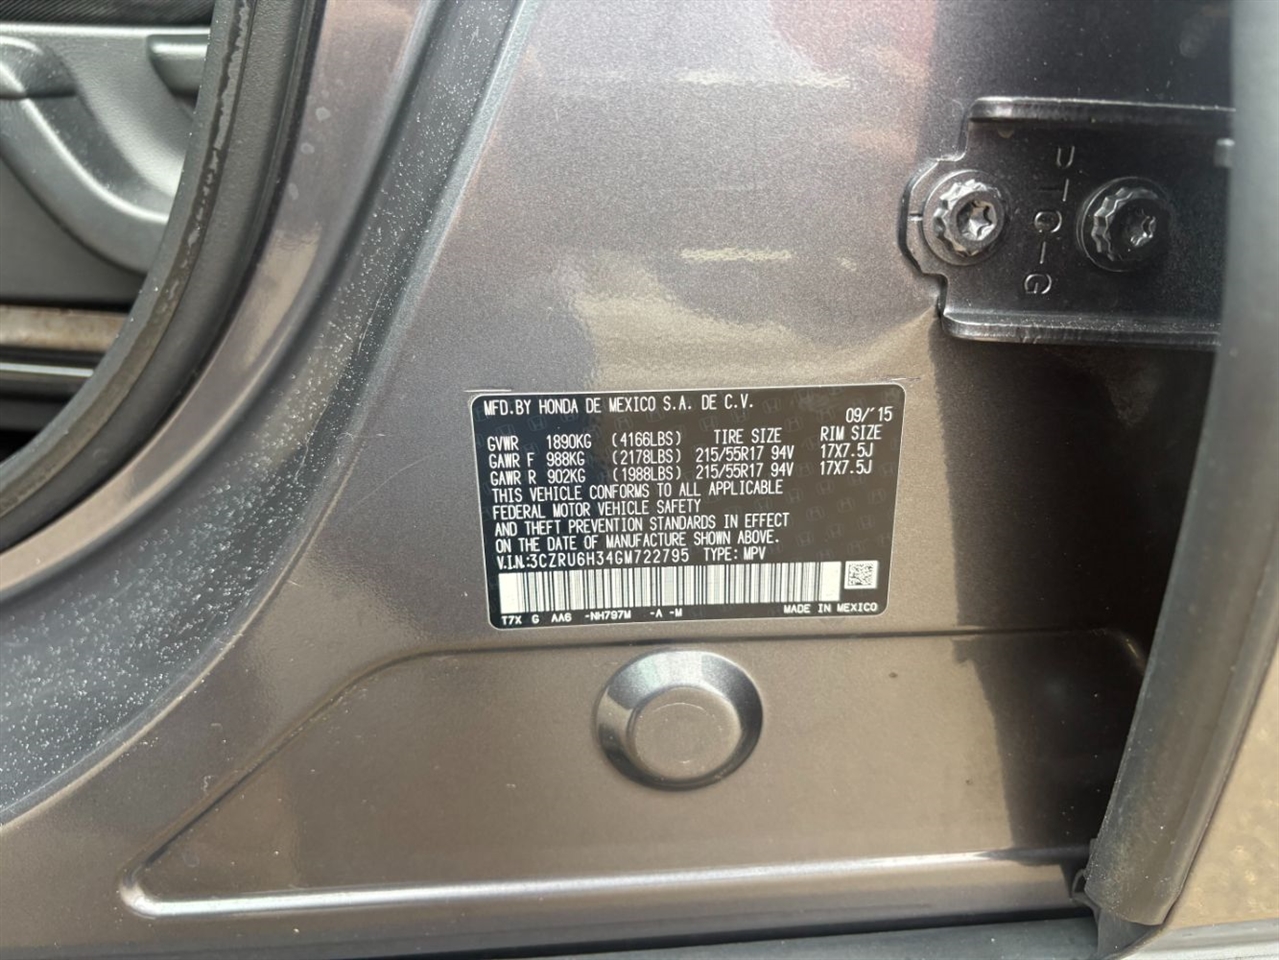 MFD.BY HONDA DE MEXICO S.A. DE C.V. 09/'15
GVWR 1890KG (4166LBS) TIRE SIZE RIM SIZE
GAWR F 988KG (2178LBS) 215/55R17 94V 17X7.5J
GAWR R 902KG (1988LBS) 215/55R17 94V 17X7.5J
THIS VEHICLE CONFORMS TO ALL APPLICABLE
FEDERAL MOTOR VEHICLE SAFETY
AND THEFT PREVENTION STANDARDS IN EFFECT
ON THE DATE OF MANUFACTURE SHOWN ABOVE.
V.I.N.:3CZRU6H34GM722795 TYPE: MPV
T7X G AA6 -NH797M -A -M MADE IN MEXICO